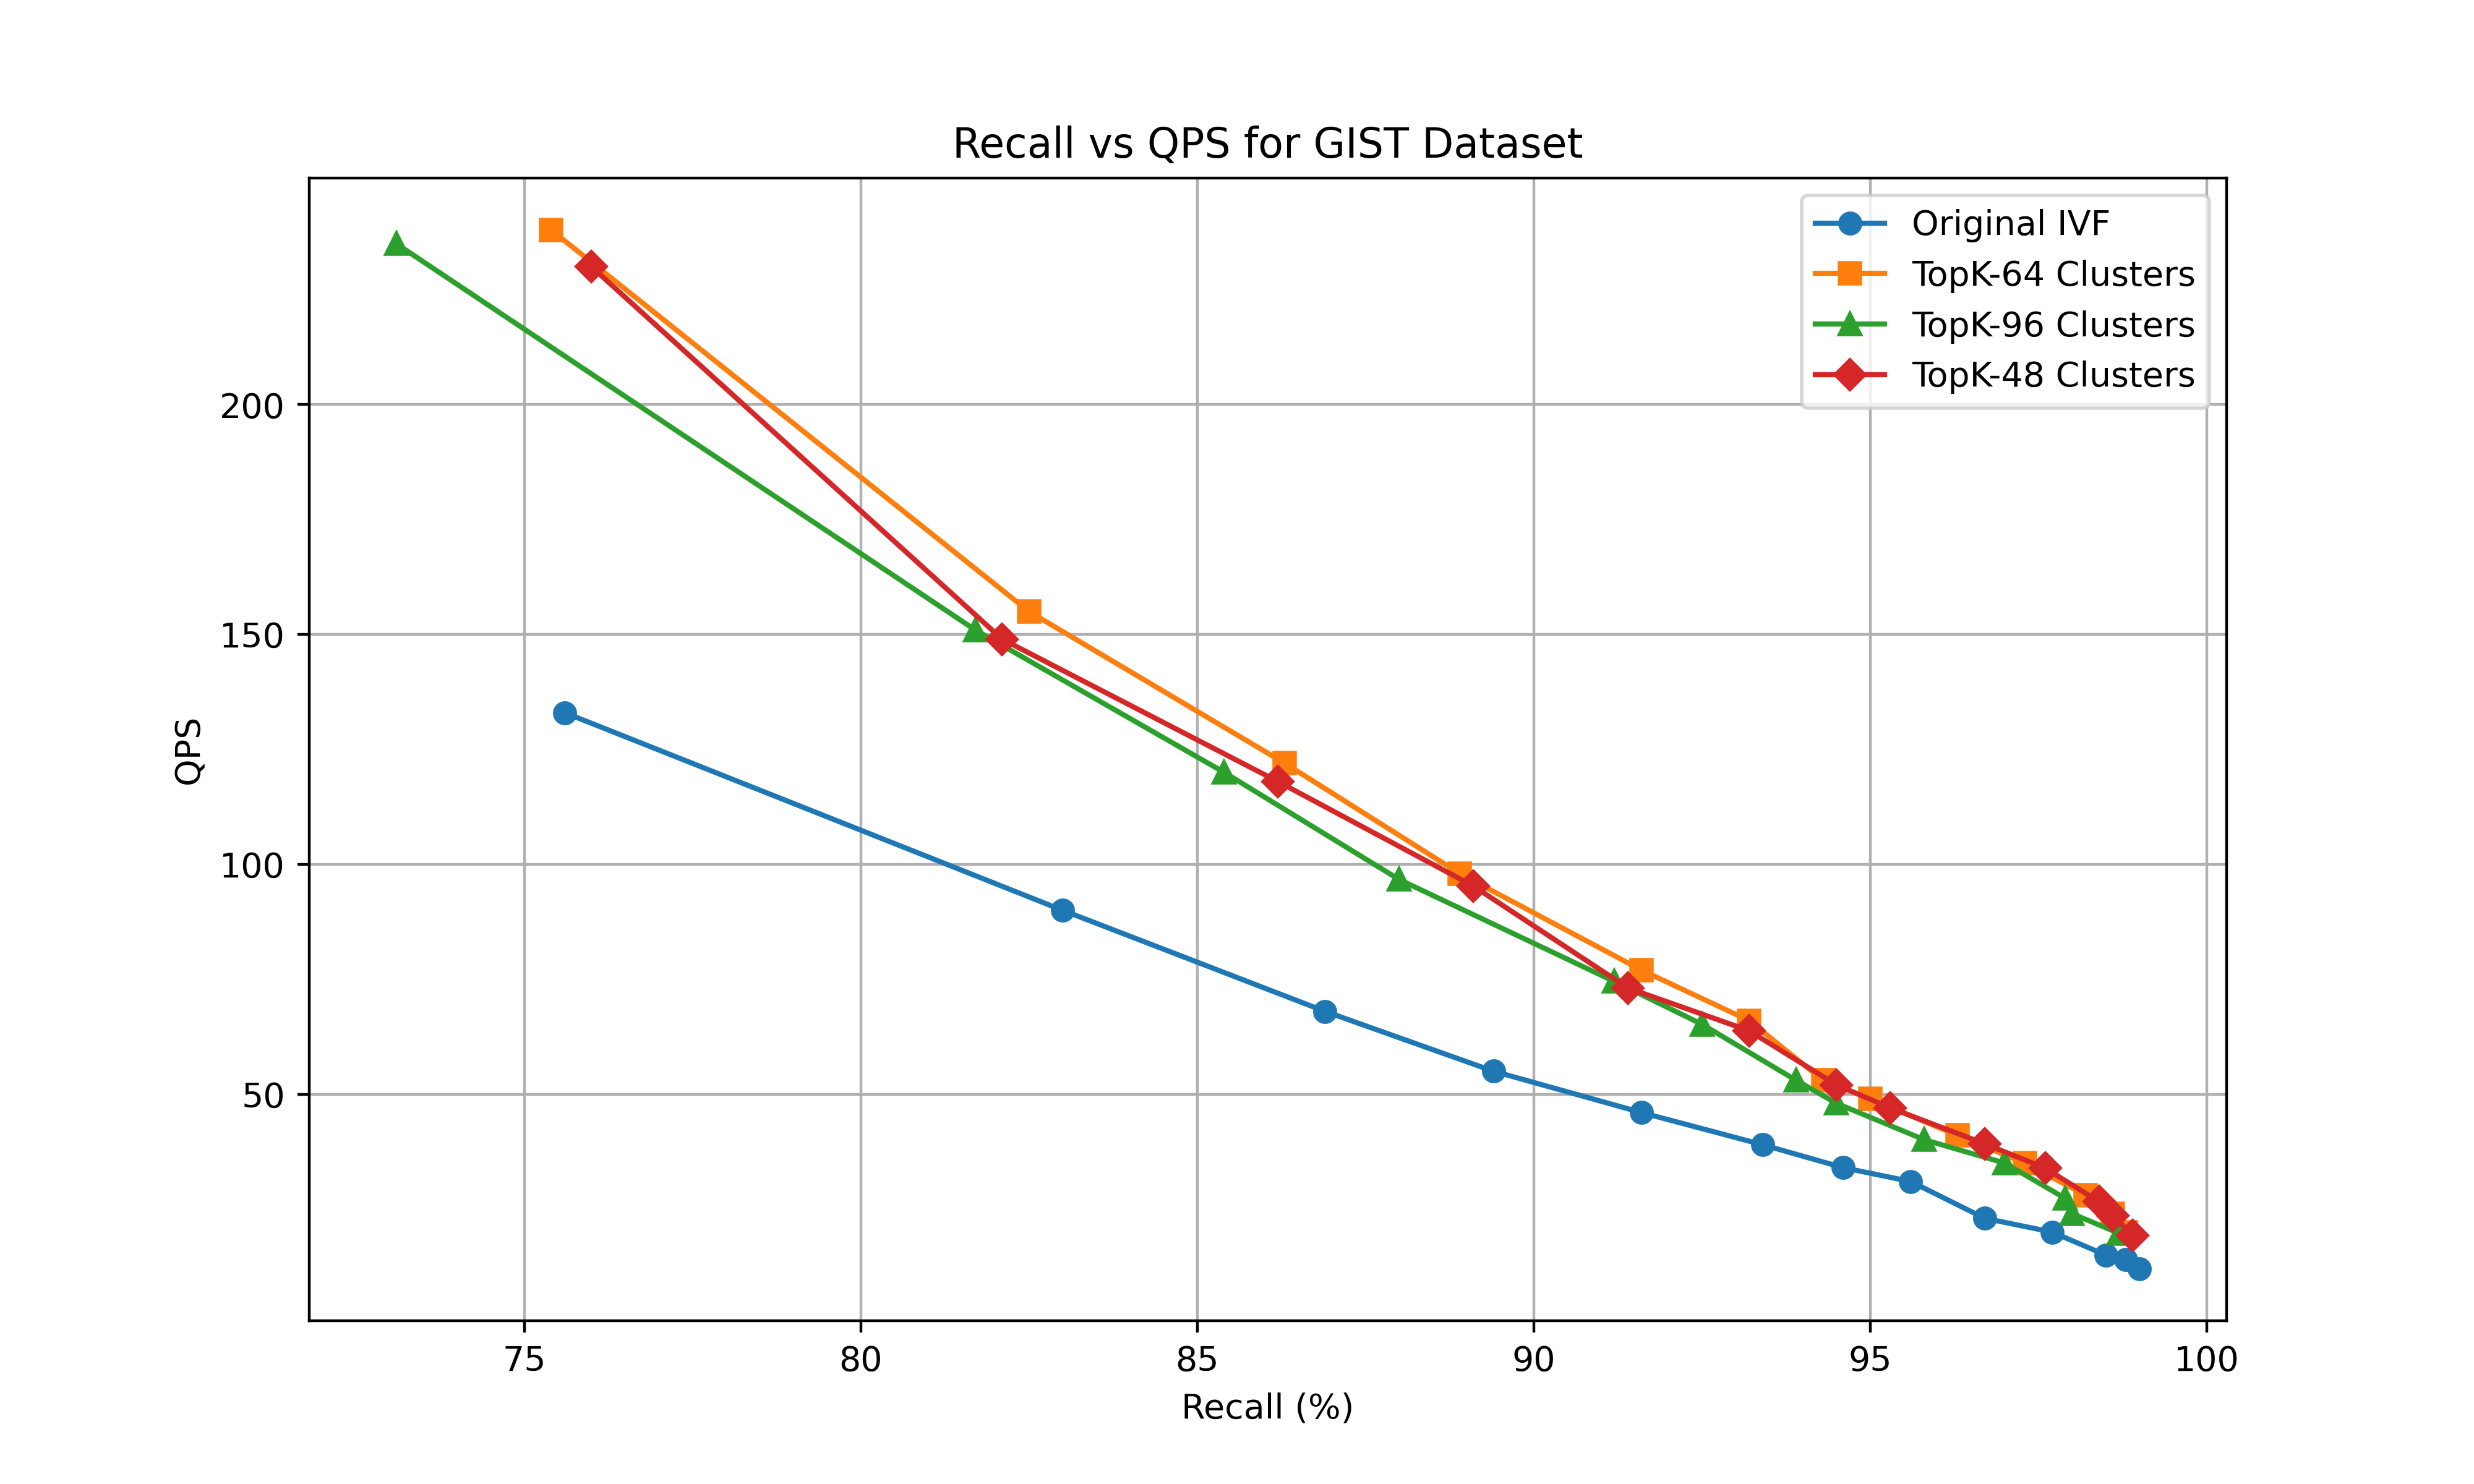 Recall vs QPS for GIST Dataset
Original IVF
TopK-64 Clusters
TopK-96 Clusters
TopK-48 Clusters
200
150
100
50
QPS
75 80 85 90 95 100
Recall (%)